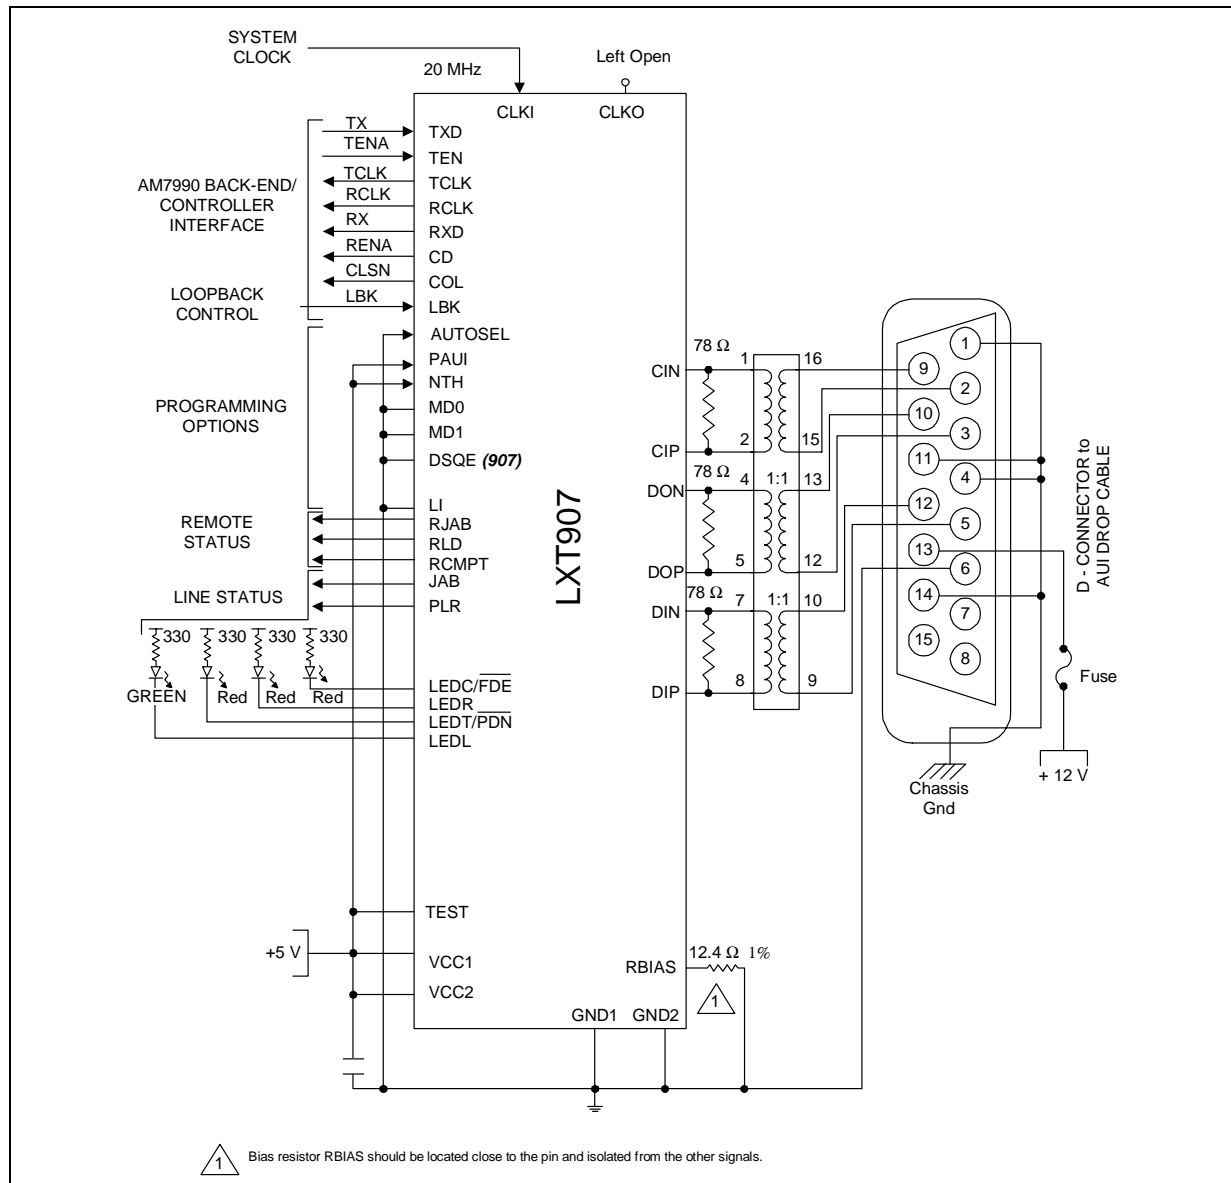 SYSTEM
CLOCK
20 MHz
Left Open
CLKI
CLKO
AM7990 BACK-END/
CONTROLLER
INTERFACE
TX
TXD
TENA
TEN
TCLK
TCLK
RCLK
RCLK
RX
RXD
RENA
CD
CLSN
COL
LOOPBACK
CONTROL
LBK
LBK
PROGRAMMING
OPTIONS
AUTOSEL
PAUI
NTH
MD0
MD1
DSQE (907)
LI
REMOTE
STATUS
RJAB
RLD
RCMPT
LINE STATUS
JAB
PLR
330
330
330
330
GREEN
Red
Red
Red
LEDC/FDE
LEDR
LEDT/PDN
LEDL
LXT907
CIN
78 Ω
1
16
CIP
2
15
DON
78 Ω
4
1:1
13
DOP
5
12
DIN
78 Ω
7
1:1
10
DIP
8
9
1
9
2
10
3
11
4
12
5
13
6
14
7
15
8
D - CONNECTOR to
AUI DROP CABLE
Fuse
+ 12 V
Chassis
Gnd
TEST
+5 V
VCC1
VCC2
RBIAS
12.4 Ω 1%
1
GND1
GND2
1
Bias resistor RBIAS should be located close to the pin and isolated from the other signals.